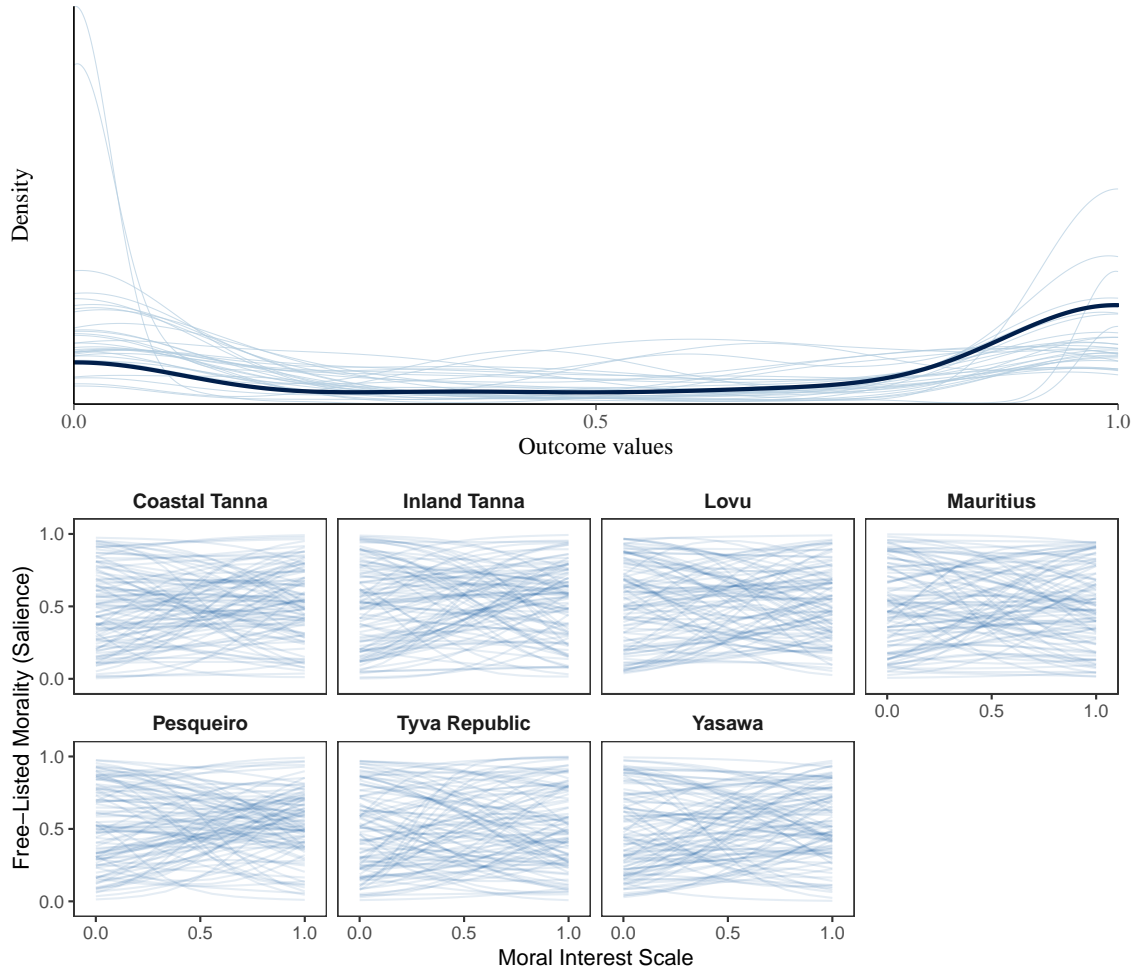 Density
0.0 0.5 1.0
Outcome values
Free−Listed Morality (Salience)
Coastal Tanna Inland Tanna Lovu Mauritius
1.0
0.5
0.0
0.0 0.5 1.0
Pesqueiro Tyva Republic Yasawa
1.0
0.5
0.0
0.0 0.5 1.0 0.0 0.5 1.0 0.0 0.5 1.0
Moral Interest Scale